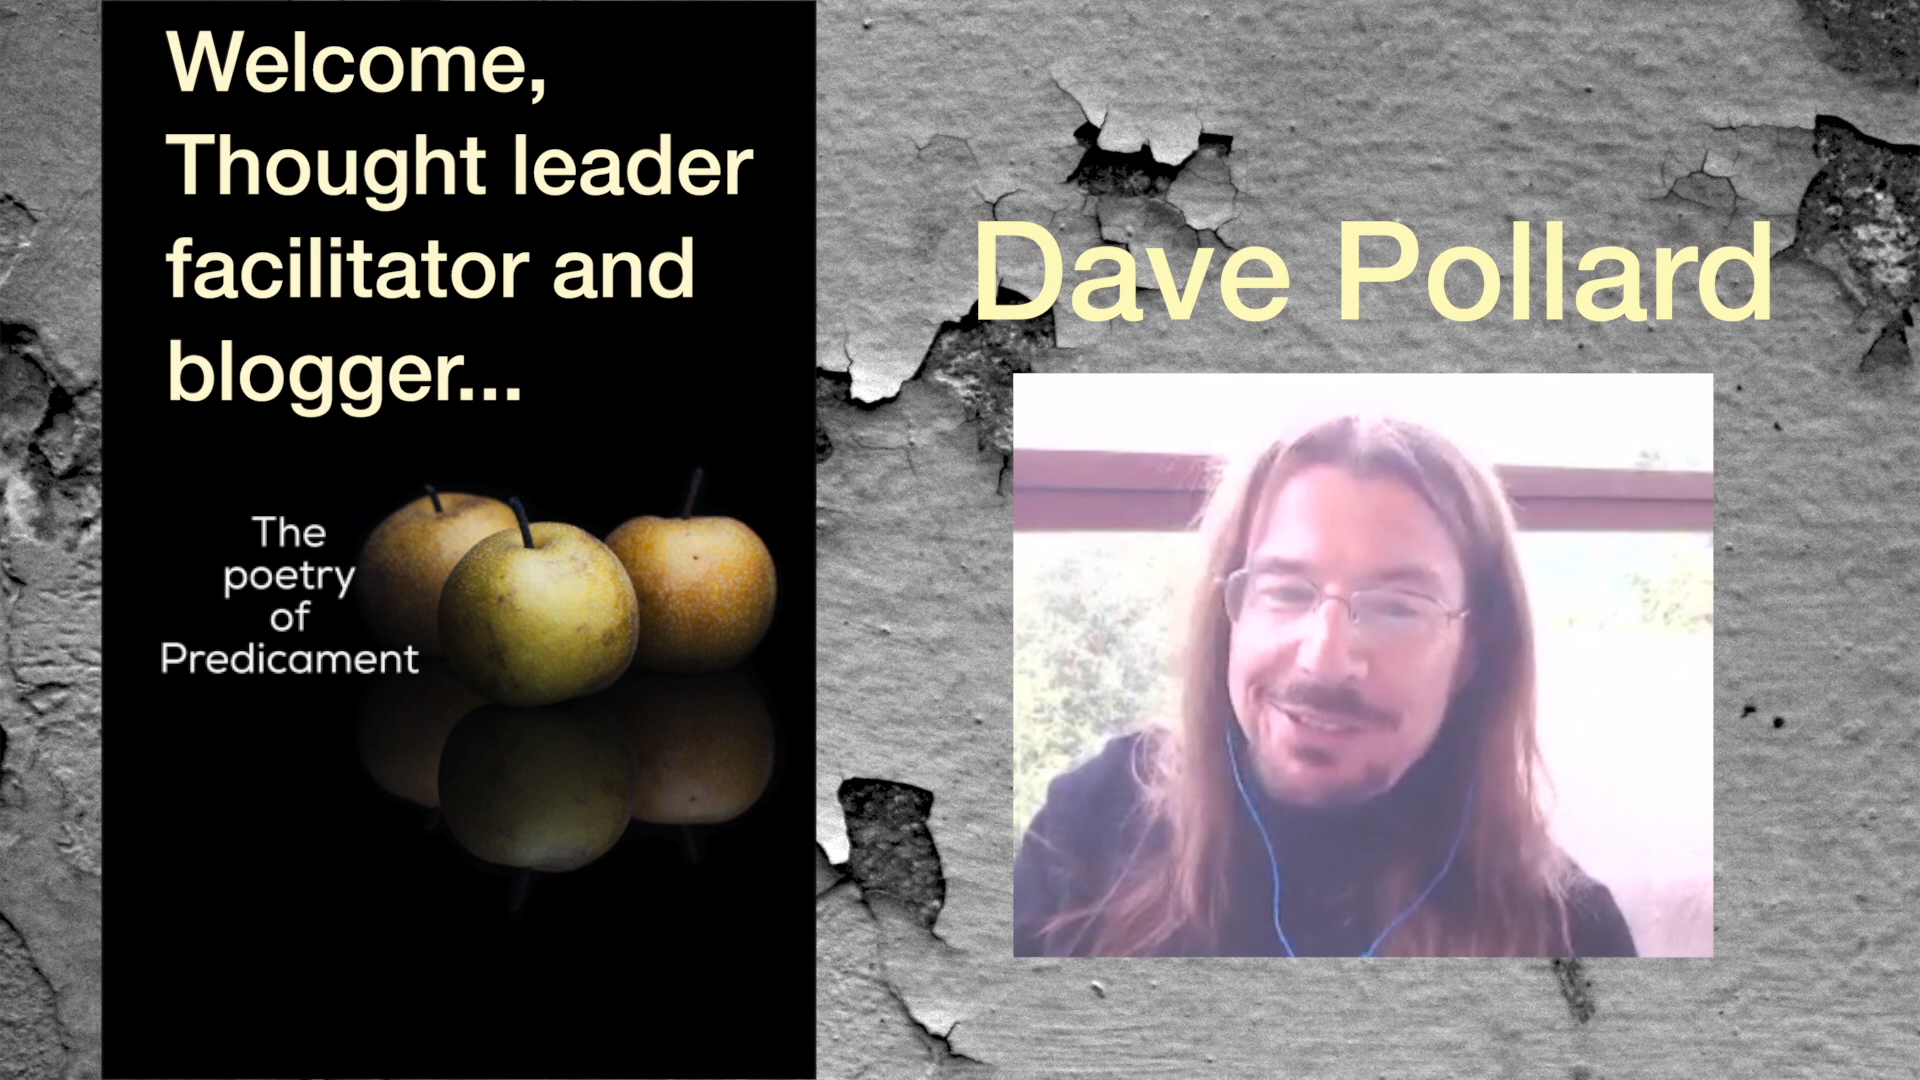 Welcome,
Thought leader
facilitator and
blogger...
The
poetry
of
Predicament
Dave Pollard